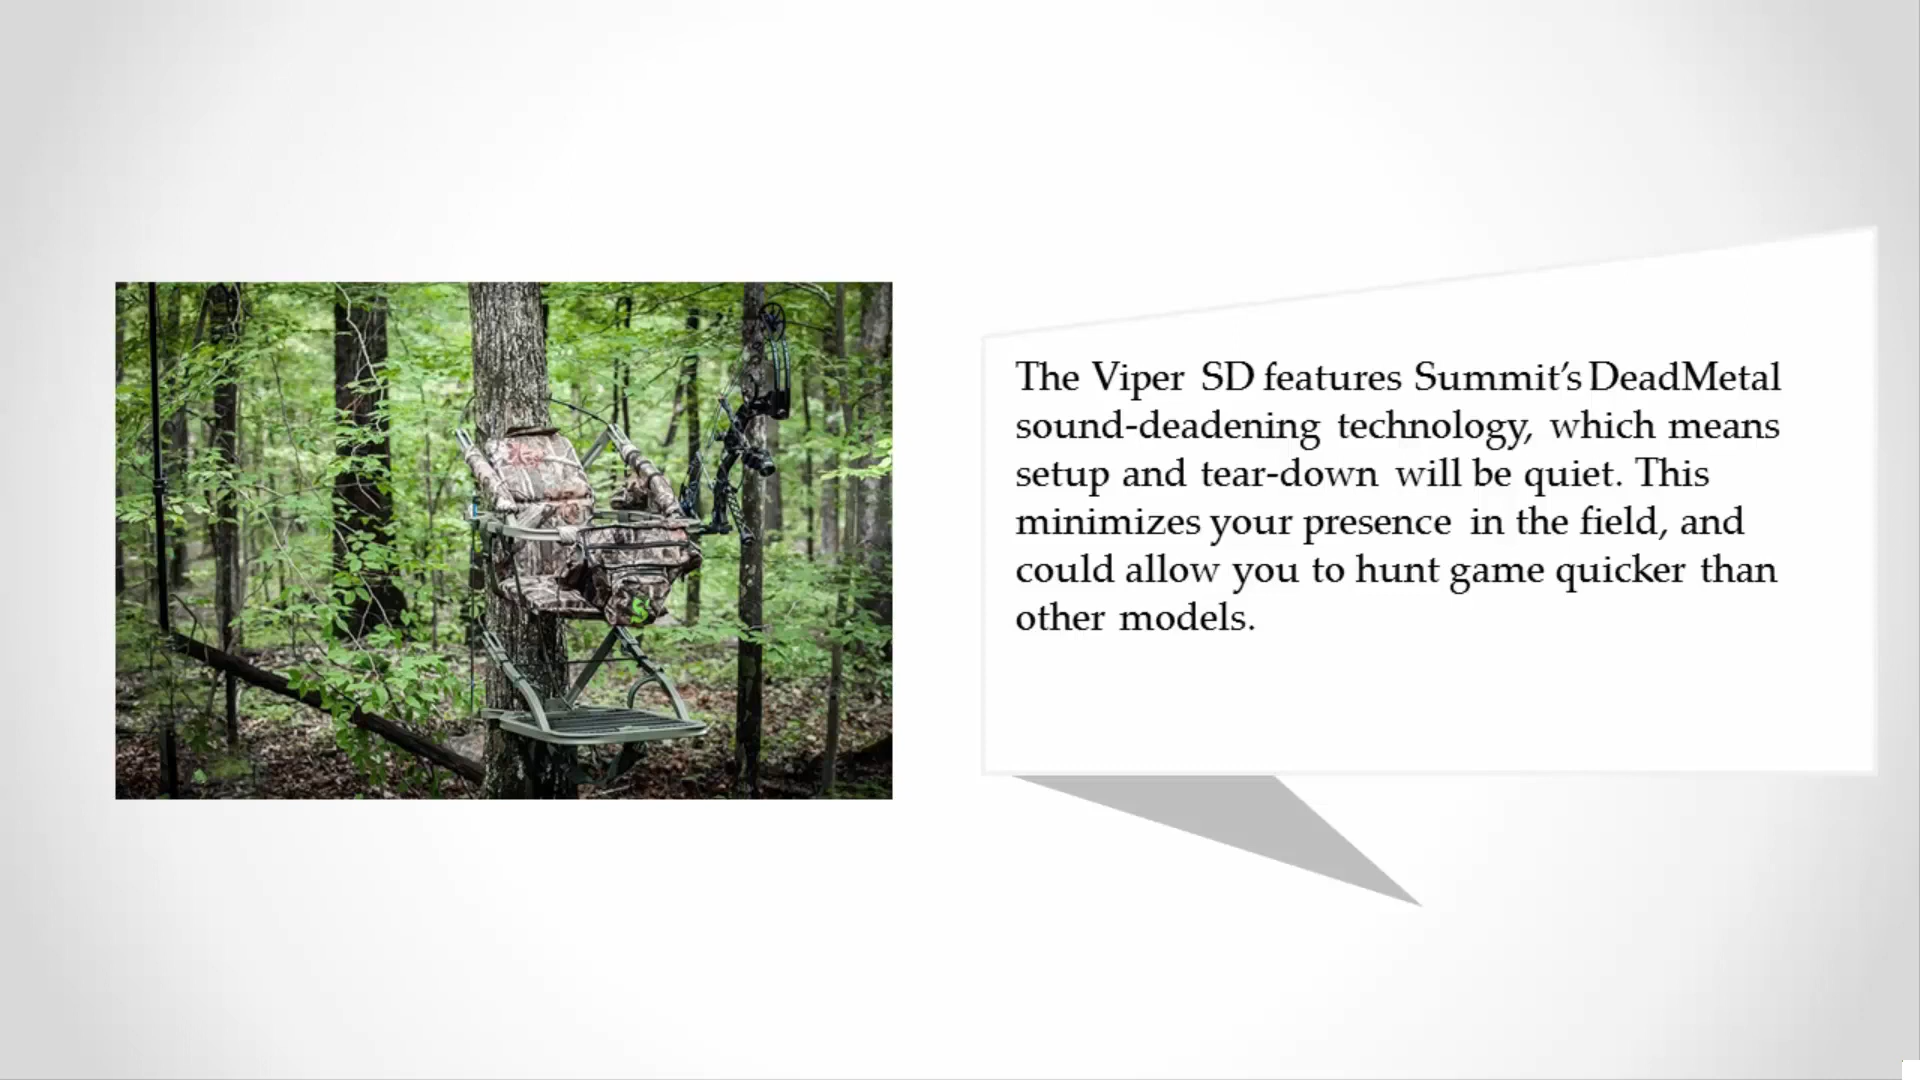 The Viper SD features Summit's DeadMetal
sound-deadening technology, which means
setup and tear-down will be quiet. This
minimizes your presence in the field, and
could allow you to hunt game quicker than
other models.